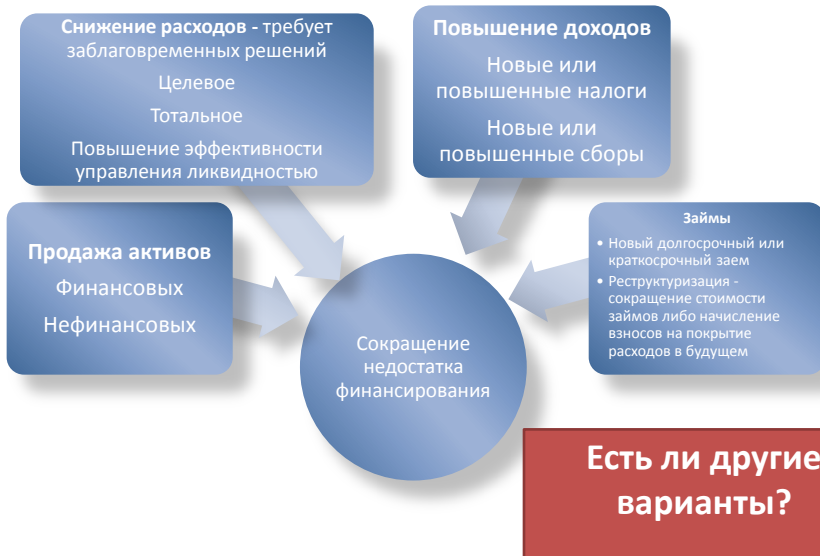 Снижение расходов - требует
заблаговременных решений
Целевое
Тотальное
Повышение эффективности
управления ликвидностью
Повышение доходов
Новые или
повышенные налоги
Новые или
повышенные сборы
Продажа активов
Финансовых
Нефинансовых
Займы
• Новый долгосрочный или
краткосрочный заем
• Реструктуризация -
сокращение стоимости
займов либо начисление
взносов на покрытие
расходов в будущем
Сокращение
недостатка
финансирования
Есть ли другие
варианты?